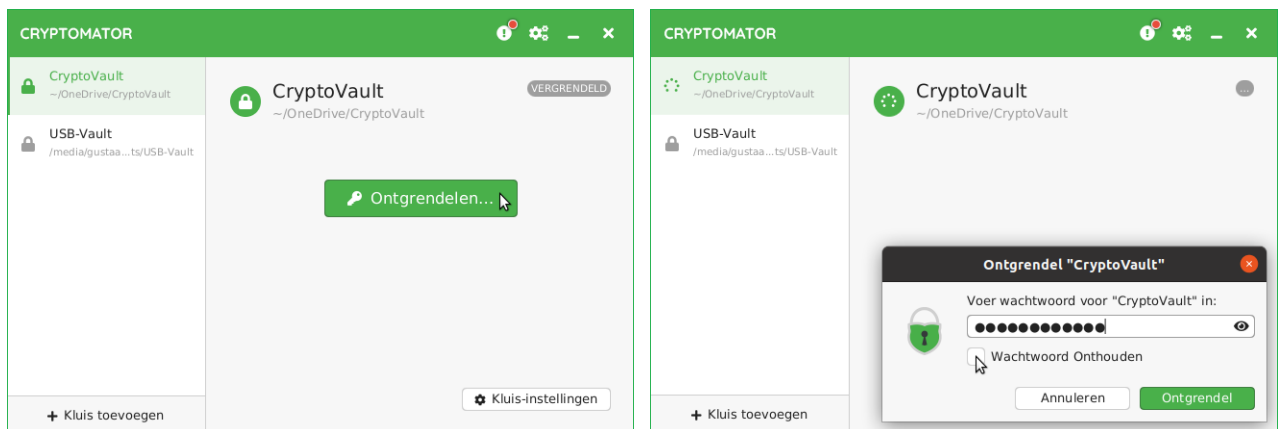 CRYPTOMATOR
CryptoVault
~/OneDrive/CryptoVault
USB-Vault
/media/gustaa...ts/USB-Vault
+ Kluis toevoegen
CryptoVault
~/OneDrive/CryptoVault
VERGRENDELD
Ontgrendelen...
Kluis-instellingen
CRYPTOMATOR
CryptoVault
~/OneDrive/CryptoVault
USB-Vault
/media/gustaa...ts/USB-Vault
+ Kluis toevoegen
CryptoVault
~/OneDrive/CryptoVault
...
Ontgrendel "CryptoVault"
Voer wachtwoord voor "CryptoVault" in:
●●●●●●●●●●●●
Wachtwoord Onthouden
Annuleren
Ontgrendel